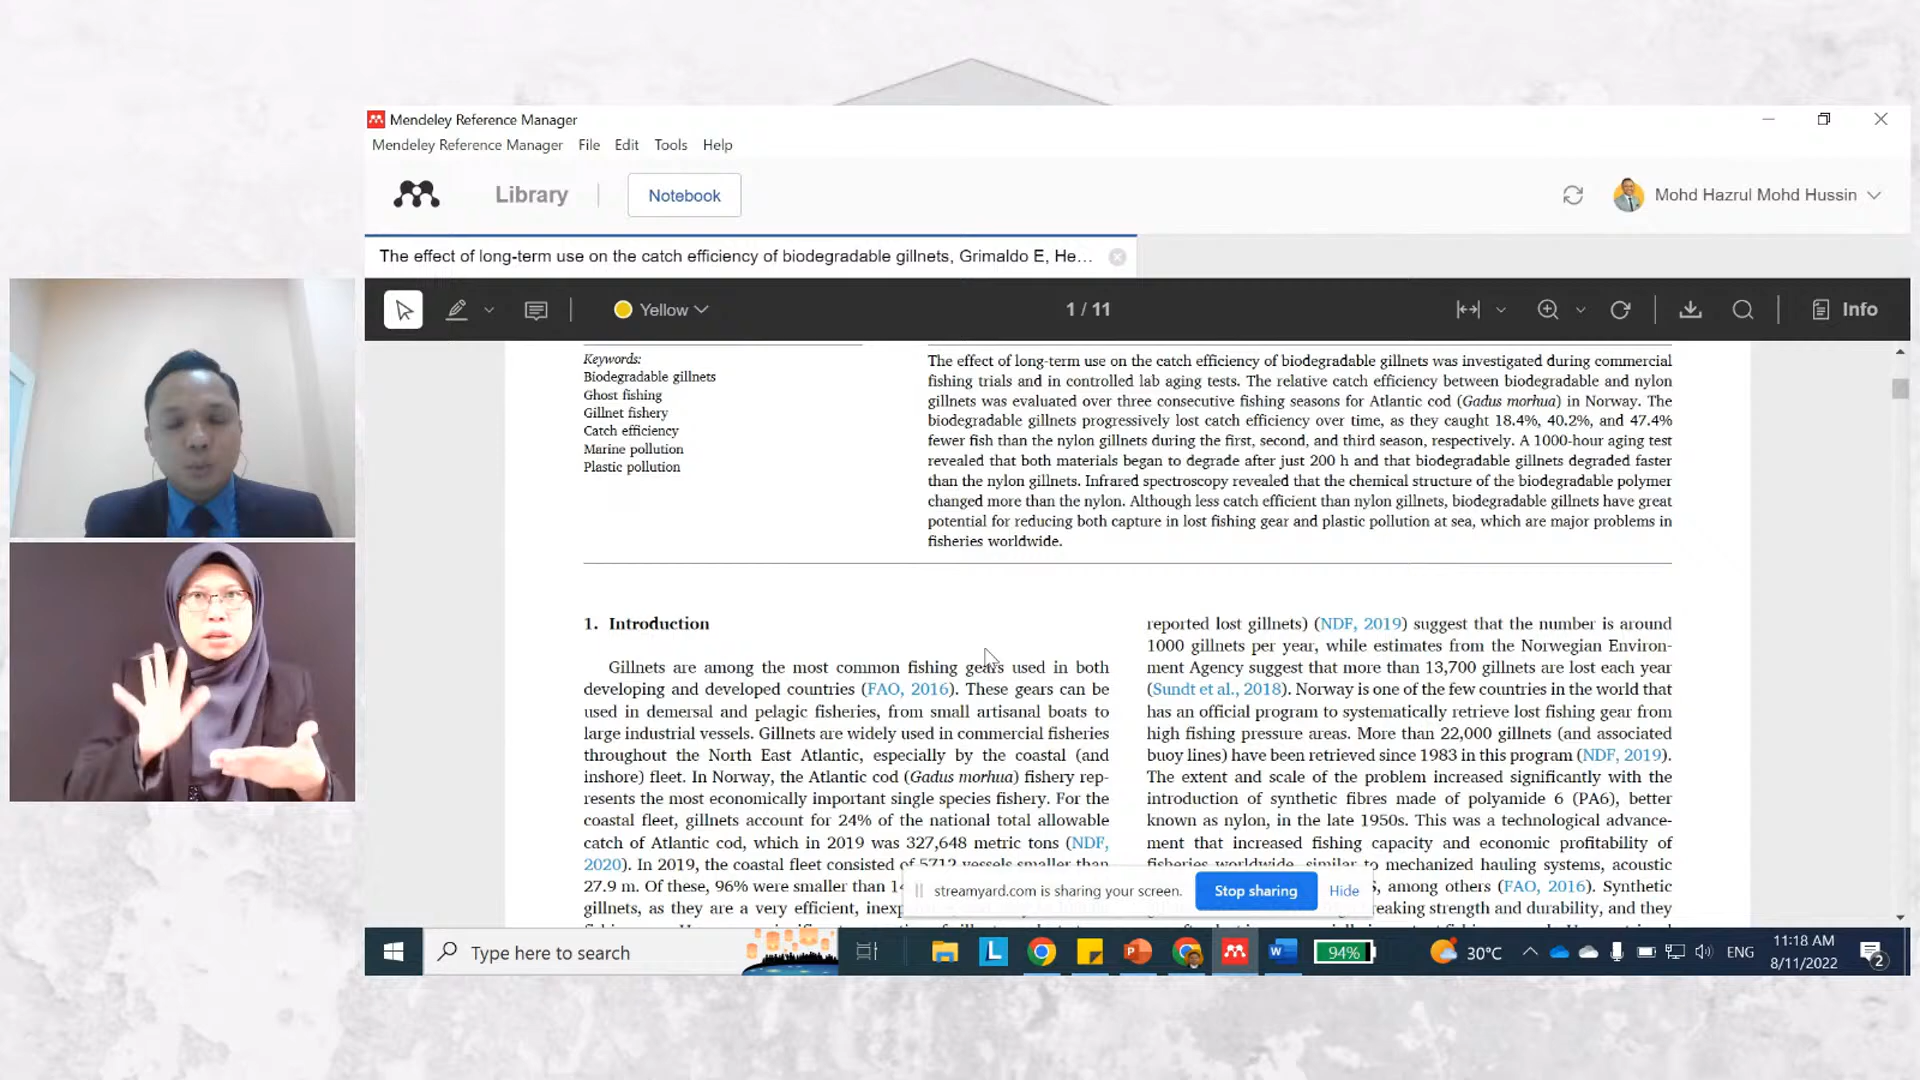 Mendeley Reference Manager
Mendeley Reference Manager File Edit Tools Help
Library Notebook
Mohd Hazrul Mohd Hussin
The effect of long-term use on the catch efficiency of biodegradable gillnets, Grimaldo E, He...
Yellow
1 / 11
Info
Keywords:
Biodegradable gillnets
Ghost fishing
Gillnet fishery
Catch efficiency
Marine pollution
Plastic pollution
The effect of long-term use on the catch efficiency of biodegradable gillnets was investigated during commercial
fishing trials and in controlled lab aging tests. The relative catch efficiency between biodegradable and nylon
gillnets was evaluated over three consecutive fishing seasons for Atlantic cod (Gadus morhua) in Norway. The
biodegradable gillnets progressively lost catch efficiency over time, as they caught 18.4%, 40.2%, and 47.4%
fewer fish than the nylon gillnets during the first, second, and third season, respectively. A 1000-hour aging test
revealed that both materials began to degrade after just 200 h and that biodegradable gillnets degraded faster
than the nylon gillnets. Infrared spectroscopy revealed that the chemical structure of the biodegradable polymer
changed more than the nylon. Although less catch efficient than nylon gillnets, biodegradable gillnets have great
potential for reducing both capture in lost fishing gear and plastic pollution at sea, which are major problems in
fisheries worldwide.
1. Introduction
Gillnets are among the most common fishing gears used in both
developing and developed countries (FAO, 2016). These gears can be
used in demersal and pelagic fisheries, from small artisanal boats to
large industrial vessels. Gillnets are widely used in commercial fisheries
throughout the North East Atlantic, especially by the coastal (and
inshore) fleet. In Norway, the Atlantic cod (Gadus morhua) fishery rep-
resents the most economically important single species fishery. For the
coastal fleet, gillnets account for 24% of the national total allowable
catch of Atlantic cod, which in 2019 was 327,648 metric tons (NDF,
2020). In 2019, the coastal fleet consisted of 5712 vessels smaller than
27.9 m. Of these, 96% were smaller than
gillnets, as they are a very efficient,
reported lost gillnets) (NDF, 2019) suggest that the number is around
1000 gillnets per year, while estimates from the Norwegian Environ-
ment Agency suggest that more than 13,700 gillnets are lost each year
(Sundt et al., 2018). Norway is one of the few countries in the world that
has an official program to systematically retrieve lost fishing gear from
high fishing pressure areas. More than 22,000 gillnets (and associated
buoy lines) have been retrieved since 1983 in this program (NDF, 2019).
The extent and scale of the problem increased significantly with the
introduction of synthetic fibres made of polyamide 6 (PA6), better
known as nylon, in the late 1950s. This was a technological advance-
ment that increased fishing capacity and economic profitability of
fisheries worldwide, similar to mechanized hauling systems, acoustic
among others (FAO, 2016). Synthetic
strength and durability, and they
streamyard.com is sharing your screen. Stop sharing Hide
Type here to search
94%
30°C
ENG
11:18 AM
8/11/2022
2